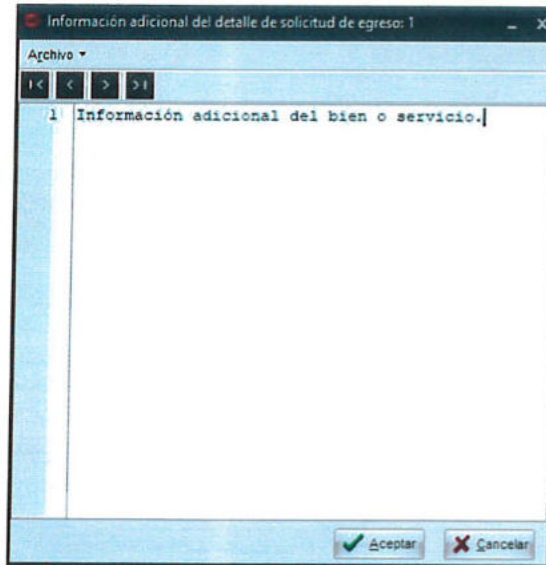 Información adicional del detalle de solicitud de egreso: 1
Archivo
1 Información adicional del bien o servicio.
Aceptar Cancelar